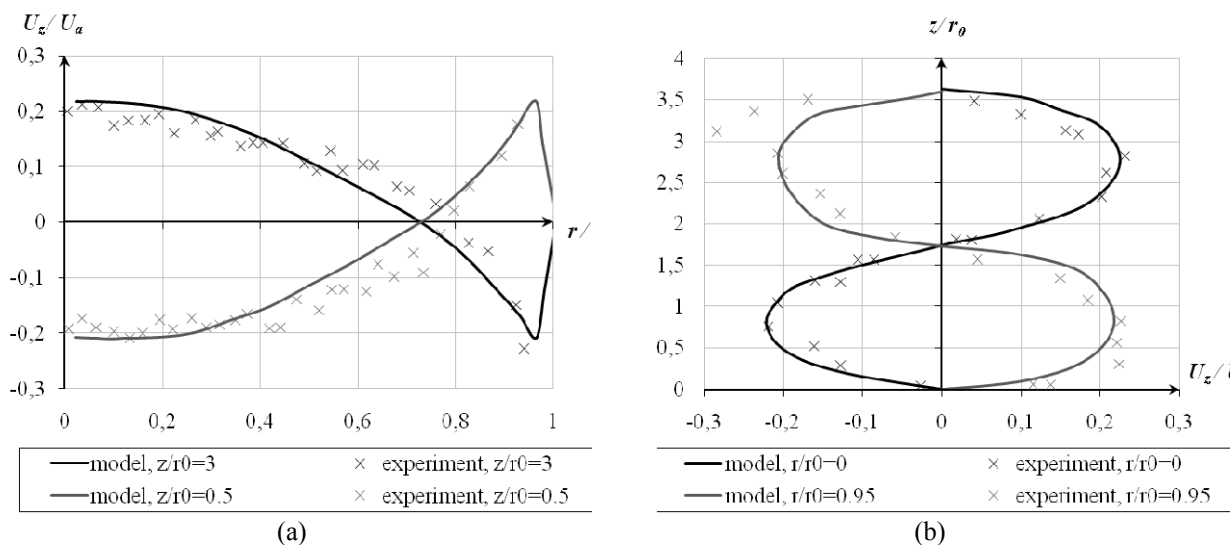 U_z / U_a
0,3
0,2
0,1
0
-0,1
-0,2
-0,3
0 0,2 0,4 0,6 0,8 1
r /
model, z/r0=3 × experiment, z/r0=3
model, z/r0=0.5 × experiment, z/r0=0.5
(a)
z/r_0
4
3,5
3
2,5
2
1,5
1
0,5
0
-0,3 -0,2 -0,1 0 0,1 0,2 0,3
U_z /
model, r/r0=0 × experiment, r/r0=0
model, r/r0=0.95 × experiment, r/r0=0.95
(b)